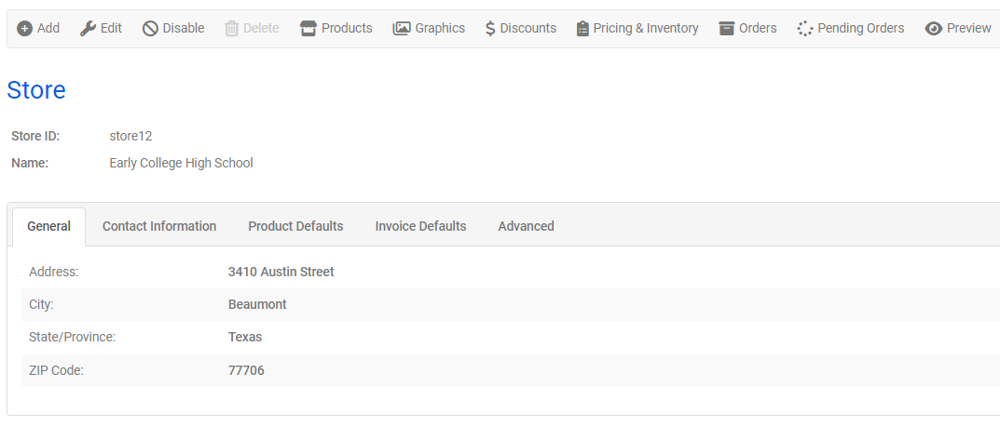 Add Edit Disable Delete Products Graphics Discounts Pricing & Inventory Orders Pending Orders Preview
Store
Store ID: store12
Name: Early College High School
General Contact Information Product Defaults Invoice Defaults Advanced
Address: 3410 Austin Street
City: Beaumont
State/Province: Texas
ZIP Code: 77706